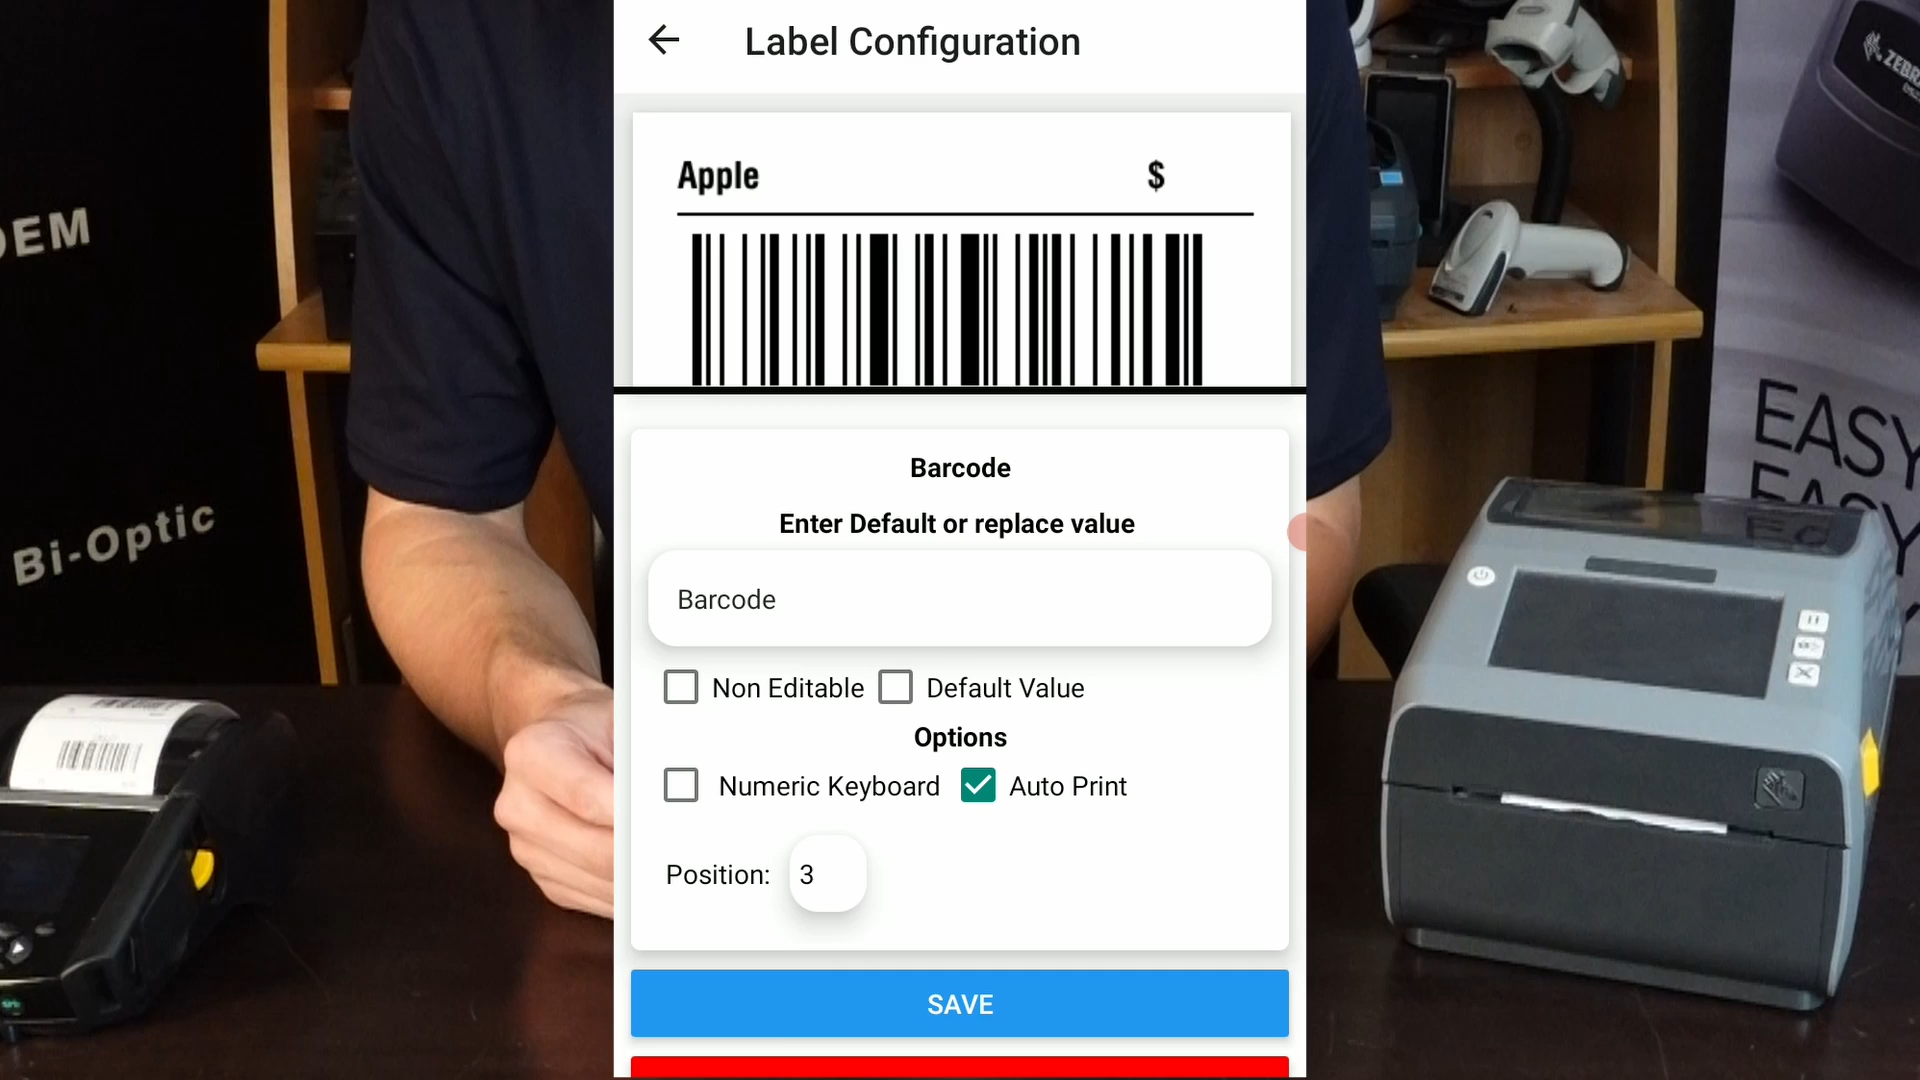 Label Configuration
Apple $
Barcode
Enter Default or replace value
Barcode
Non Editable Default Value
Options
Numeric Keyboard Auto Print
Position: 3
SAVE
Bi-Optic
EASY